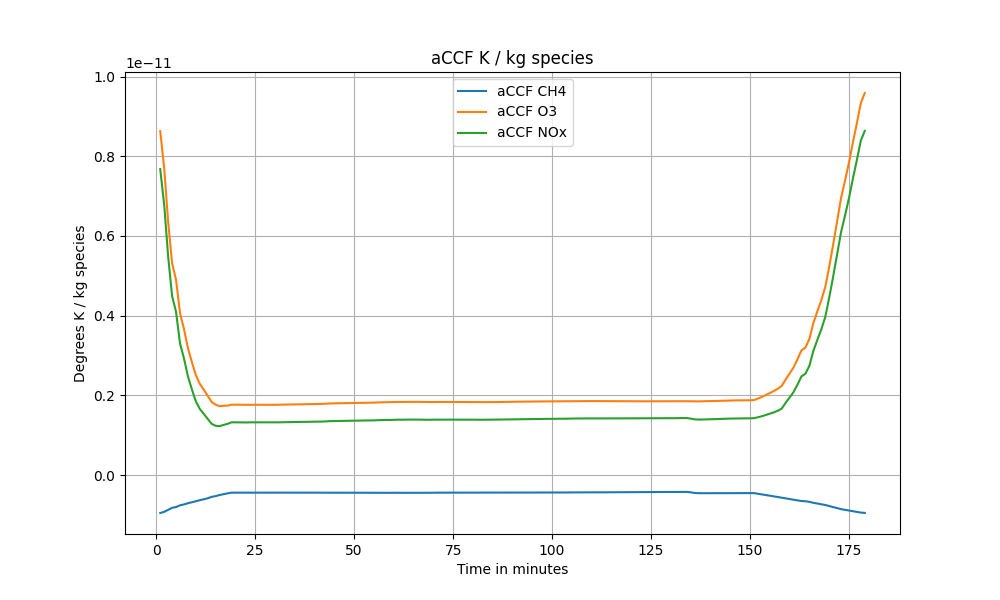 aCCF K / kg species
1e−11
aCCF CH4
aCCF O3
aCCF NOx
Degrees K / kg species
1.0
0.8
0.6
0.4
0.2
0.0
0 25 50 75 100 125 150 175
Time in minutes